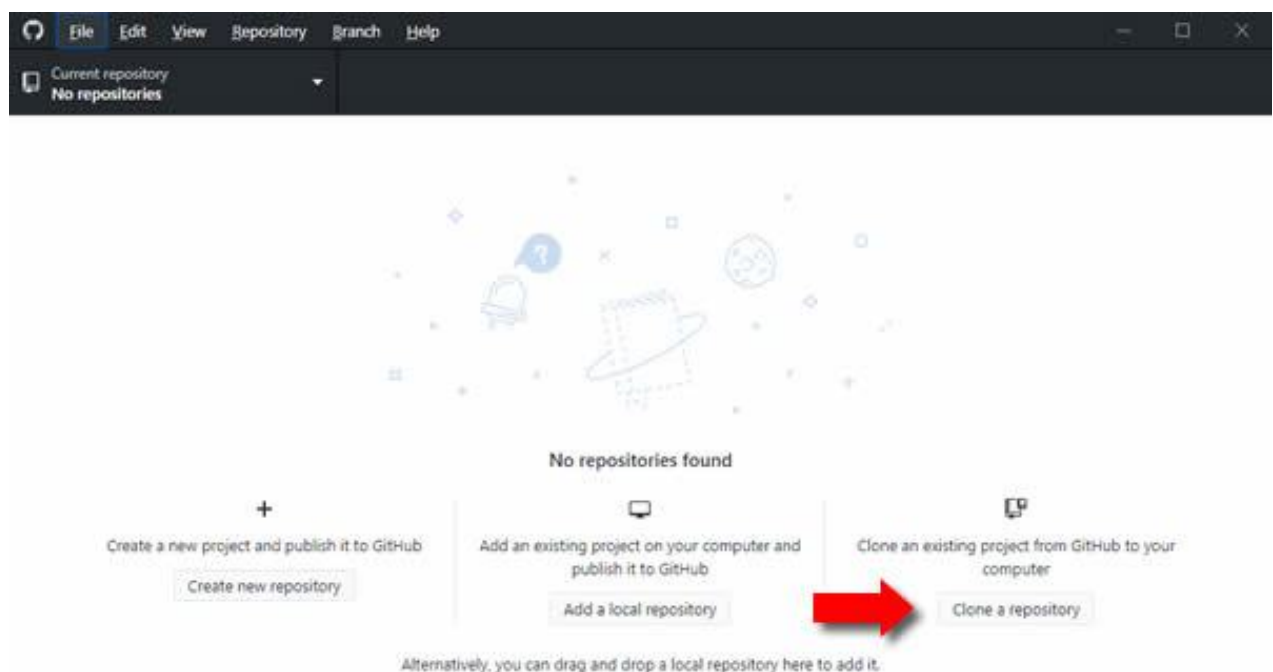 File Edit View Repository Branch Help
Current repository
No repositories
?
No repositories found
Create a new project and publish it to GitHub
Create new repository
Add an existing project on your computer and
publish it to GitHub
Add a local repository
Clone an existing project from GitHub to your
computer
Clone a repository
Alternatively, you can drag and drop a local repository here to add it.